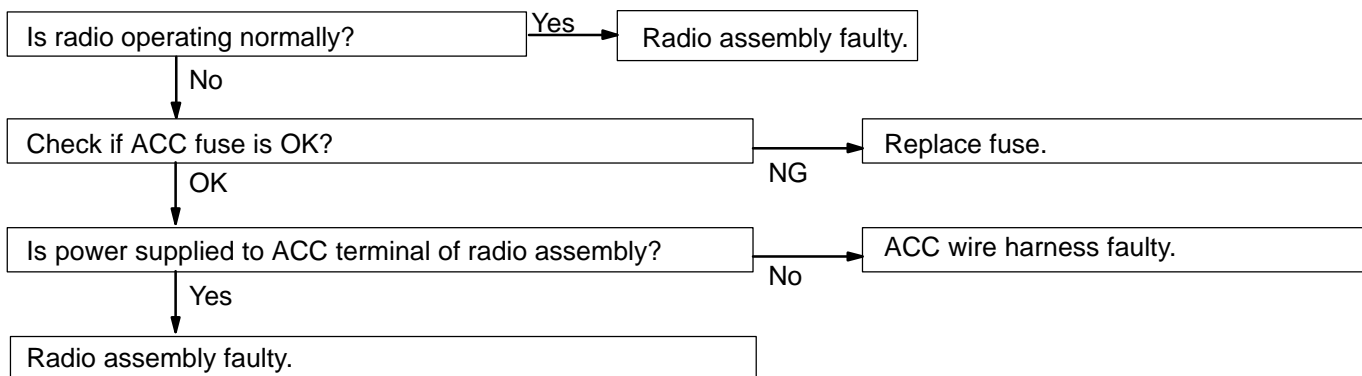 Is radio operating normally?
Yes
Radio assembly faulty.
No
Check if ACC fuse is OK?
NG
Replace fuse.
OK
Is power supplied to ACC terminal of radio assembly?
No
ACC wire harness faulty.
Yes
Radio assembly faulty.